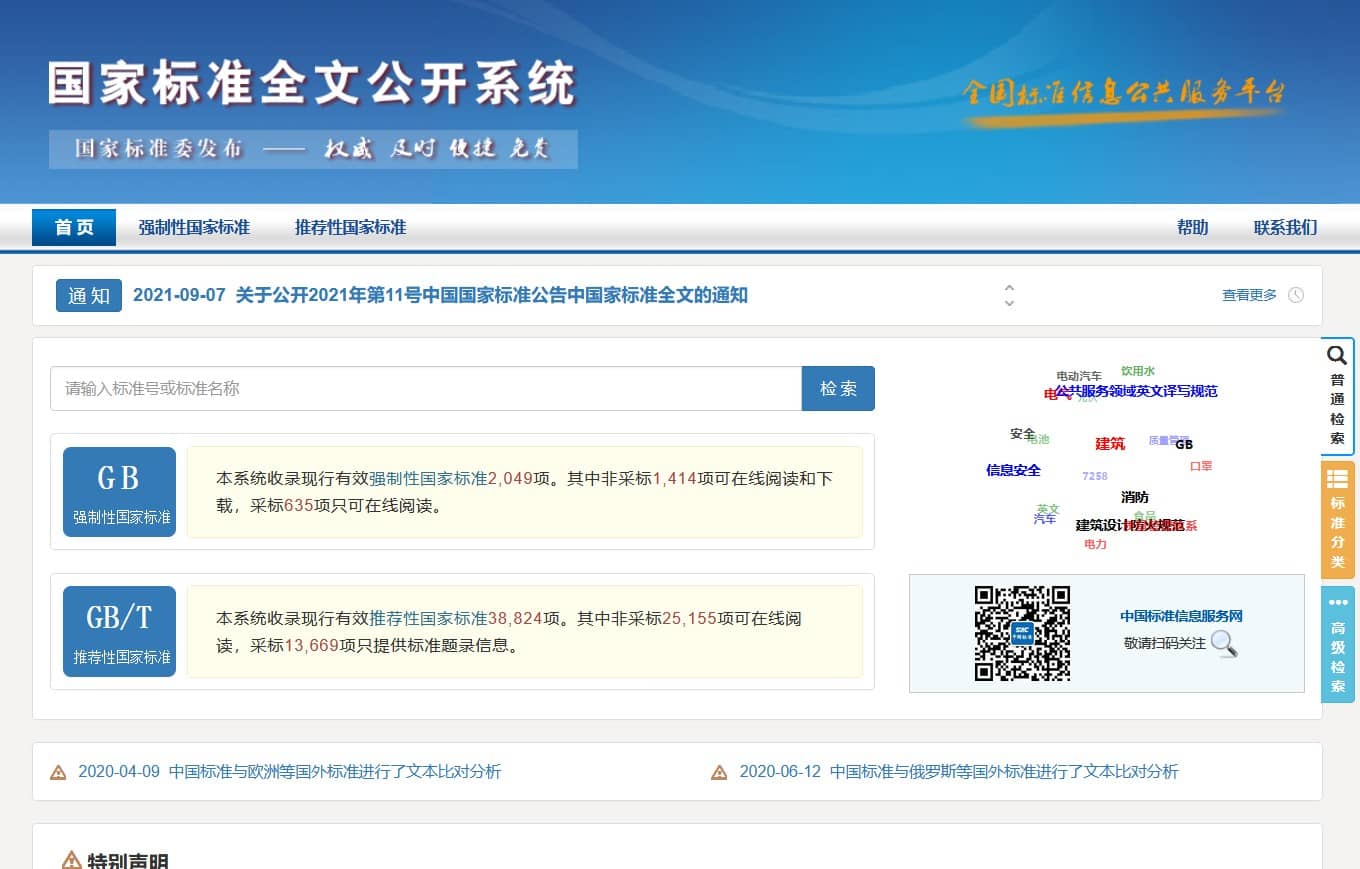 国家标准全文公开系统
国家标准委发布 —— 权威 及时 便捷 免费
全国标准信息公共服务平台
首页 强制性国家标准 推荐性国家标准 帮助 联系我们
通知 2021-09-07 关于公开2021年第11号中国国家标准公告中国家标准全文的通知 查看更多
请输入标准号或标准名称 检索
GB
强制性国家标准
本系统收录现行有效强制性国家标准2,049项。其中非采标1,414项可在线阅读和下
载，采标635项只可在线阅读。
GB/T
推荐性国家标准
本系统收录现行有效推荐性国家标准38,824项。其中非采标25,155项可在线阅
读，采标13,669项只提供标准题录信息。
电动汽车 饮用水
公共服务领域英文译写规范
安全
电池
建筑 质量管理 GB
信息安全 7258 口罩
消防
英文
汽车
食品
建筑设计防火规范
电力
中国标准信息服务网
敬请扫码关注
普通检索
标准分类
高级检索
2020-04-09 中国标准与欧洲等国外标准进行了文本比对分析
2020-06-12 中国标准与俄罗斯等国外标准进行了文本比对分析
特别声明